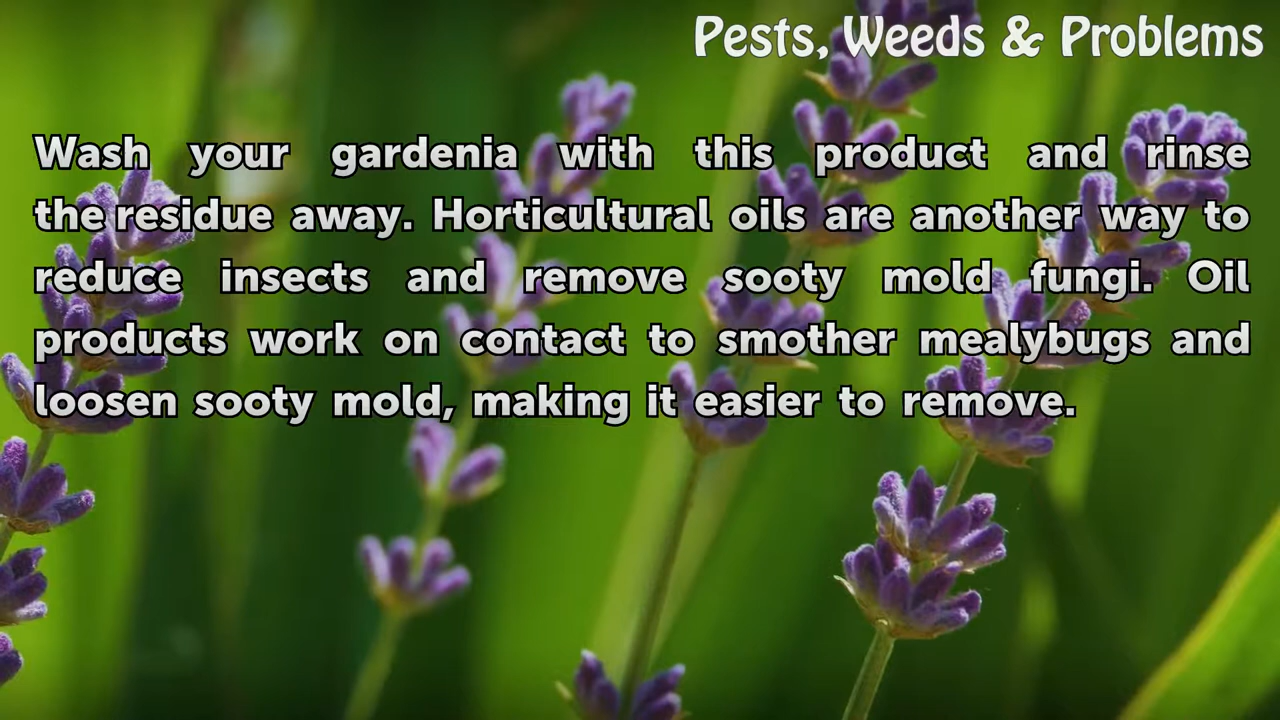 Pests, Weeds & Problems
Wash your gardenia with this product and rinse
the residue away. Horticultural oils are another way to
reduce insects and remove sooty mold fungi. Oil
products work on contact to smother mealybugs and
loosen sooty mold, making it easier to remove.